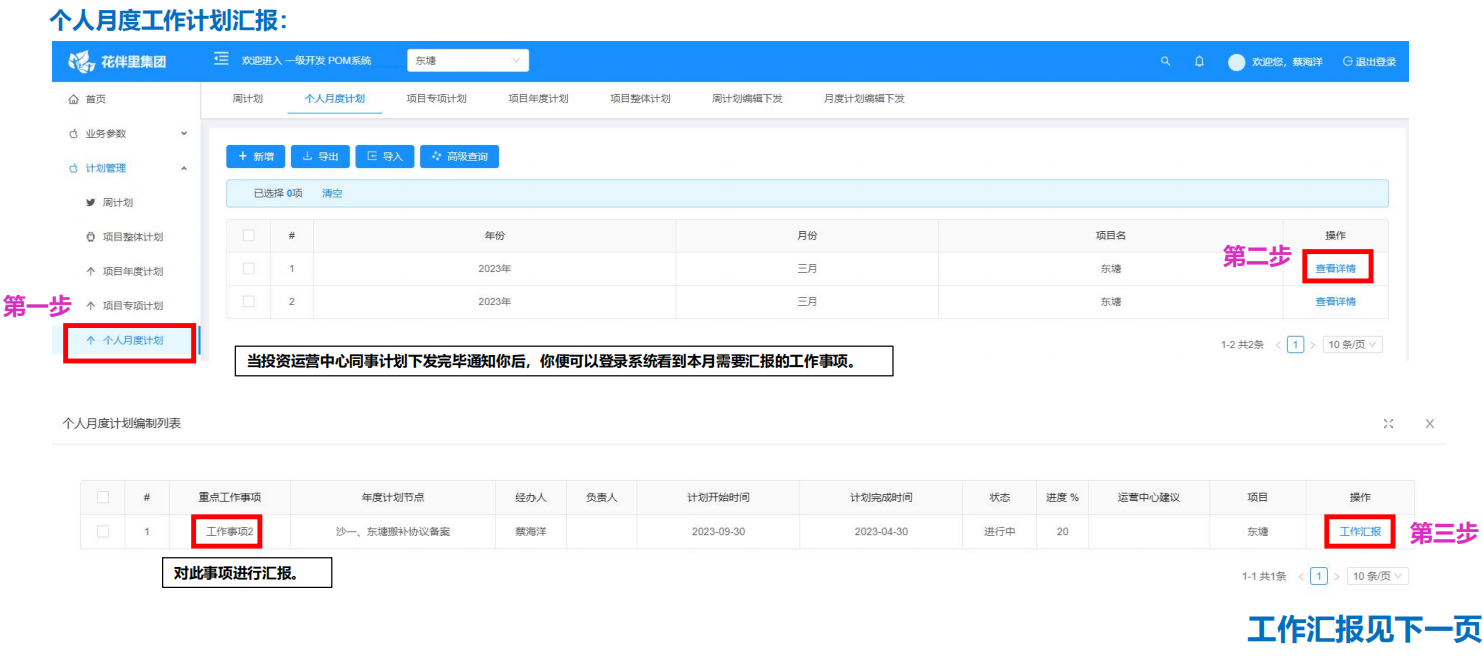 个人月度工作计划汇报：
花伴里集团 欢迎进入 一级开发 POM系统 东塘 欢迎您，蔡海洋 退出登录
首页 周计划 个人月度计划 项目专项计划 项目年度计划 项目整体计划 周计划编辑下发 月度计划编辑下发
业务参数
+ 新增 导出 导入 高级查询
计划管理
已选择 0项 清空
周计划
# 年份 月份 项目名 操作
项目整体计划
第二步
1 2023年 三月 东塘 查看详情
项目年度计划
2 2023年 三月 东塘 查看详情
第一步 项目专项计划
个人月度计划
1-2 共2条 < 1 > 10 条/页
当投资运营中心同事计划下发完毕通知你后，你便可以登录系统看到本月需要汇报的工作事项。
个人月度计划编制列表 X
# 重点工作事项 年度计划节点 经办人 负责人 计划开始时间 计划完成时间 状态 进度 % 运营中心建议 项目 操作
1 工作事项2 沙一、东塘搬补协议备案 蔡海洋 2023-09-30 2023-04-30 进行中 20 东塘 工作汇报 第三步
对此事项进行汇报。
1-1 共1条 < 1 > 10 条/页
工作汇报见下一页